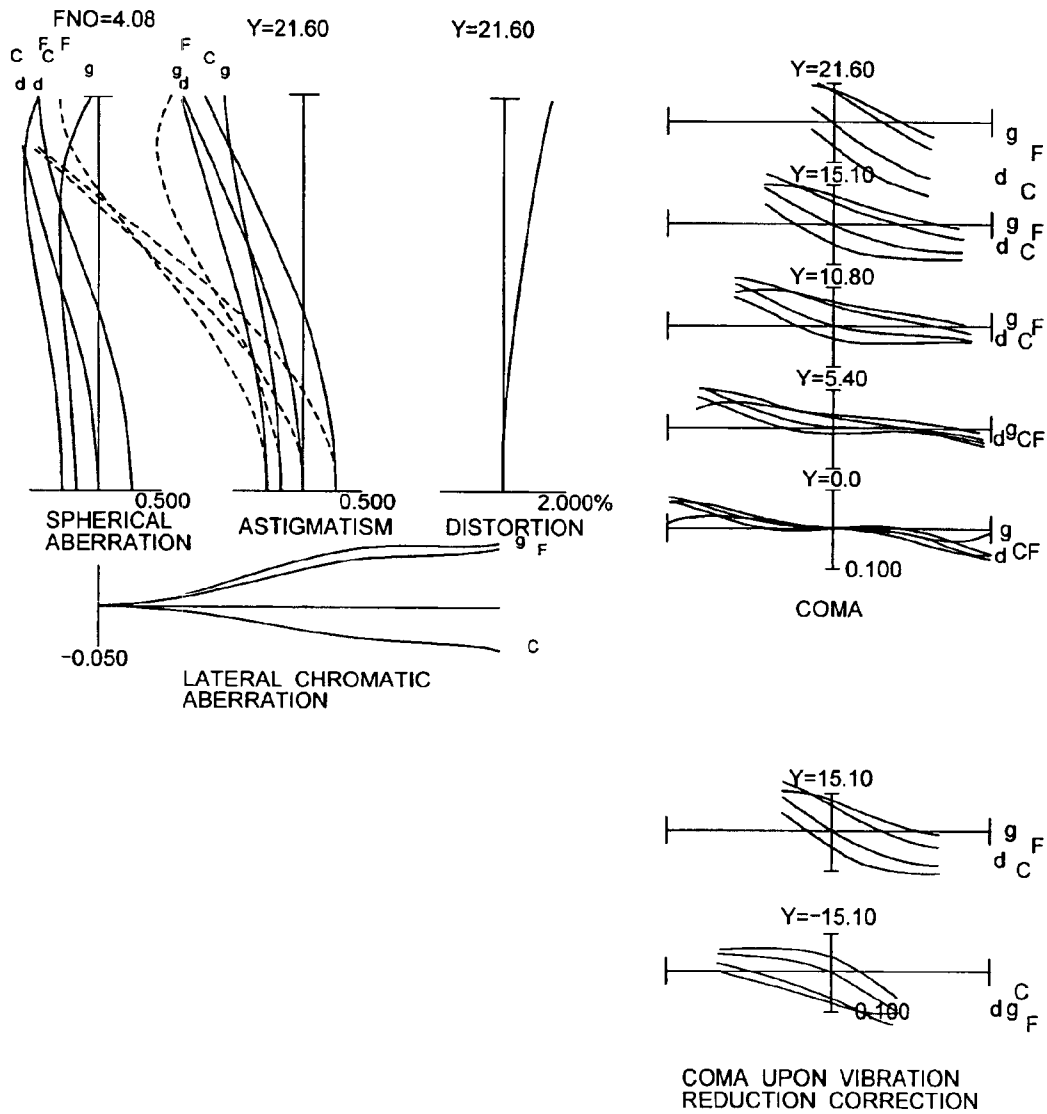 FNO=4.08
Y=21.60
Y=21.60
C F C F
d d g
F C
g d g
0.500
SPHERICAL
ABERRATION
0.500
ASTIGMATISM
2.000%
DISTORTION
g F
C
−0.050
LATERAL CHROMATIC
ABERRATION
Y=21.60
g F
d C
Y=15.10
g F
d C
Y=10.80
g F
d C
Y=5.40
g
d CF
Y=0.0
g
d CF
0.100
COMA
Y=15.10
g F
d C
Y=−15.10
C
d g F
0.100
COMA UPON VIBRATION
REDUCTION CORRECTION